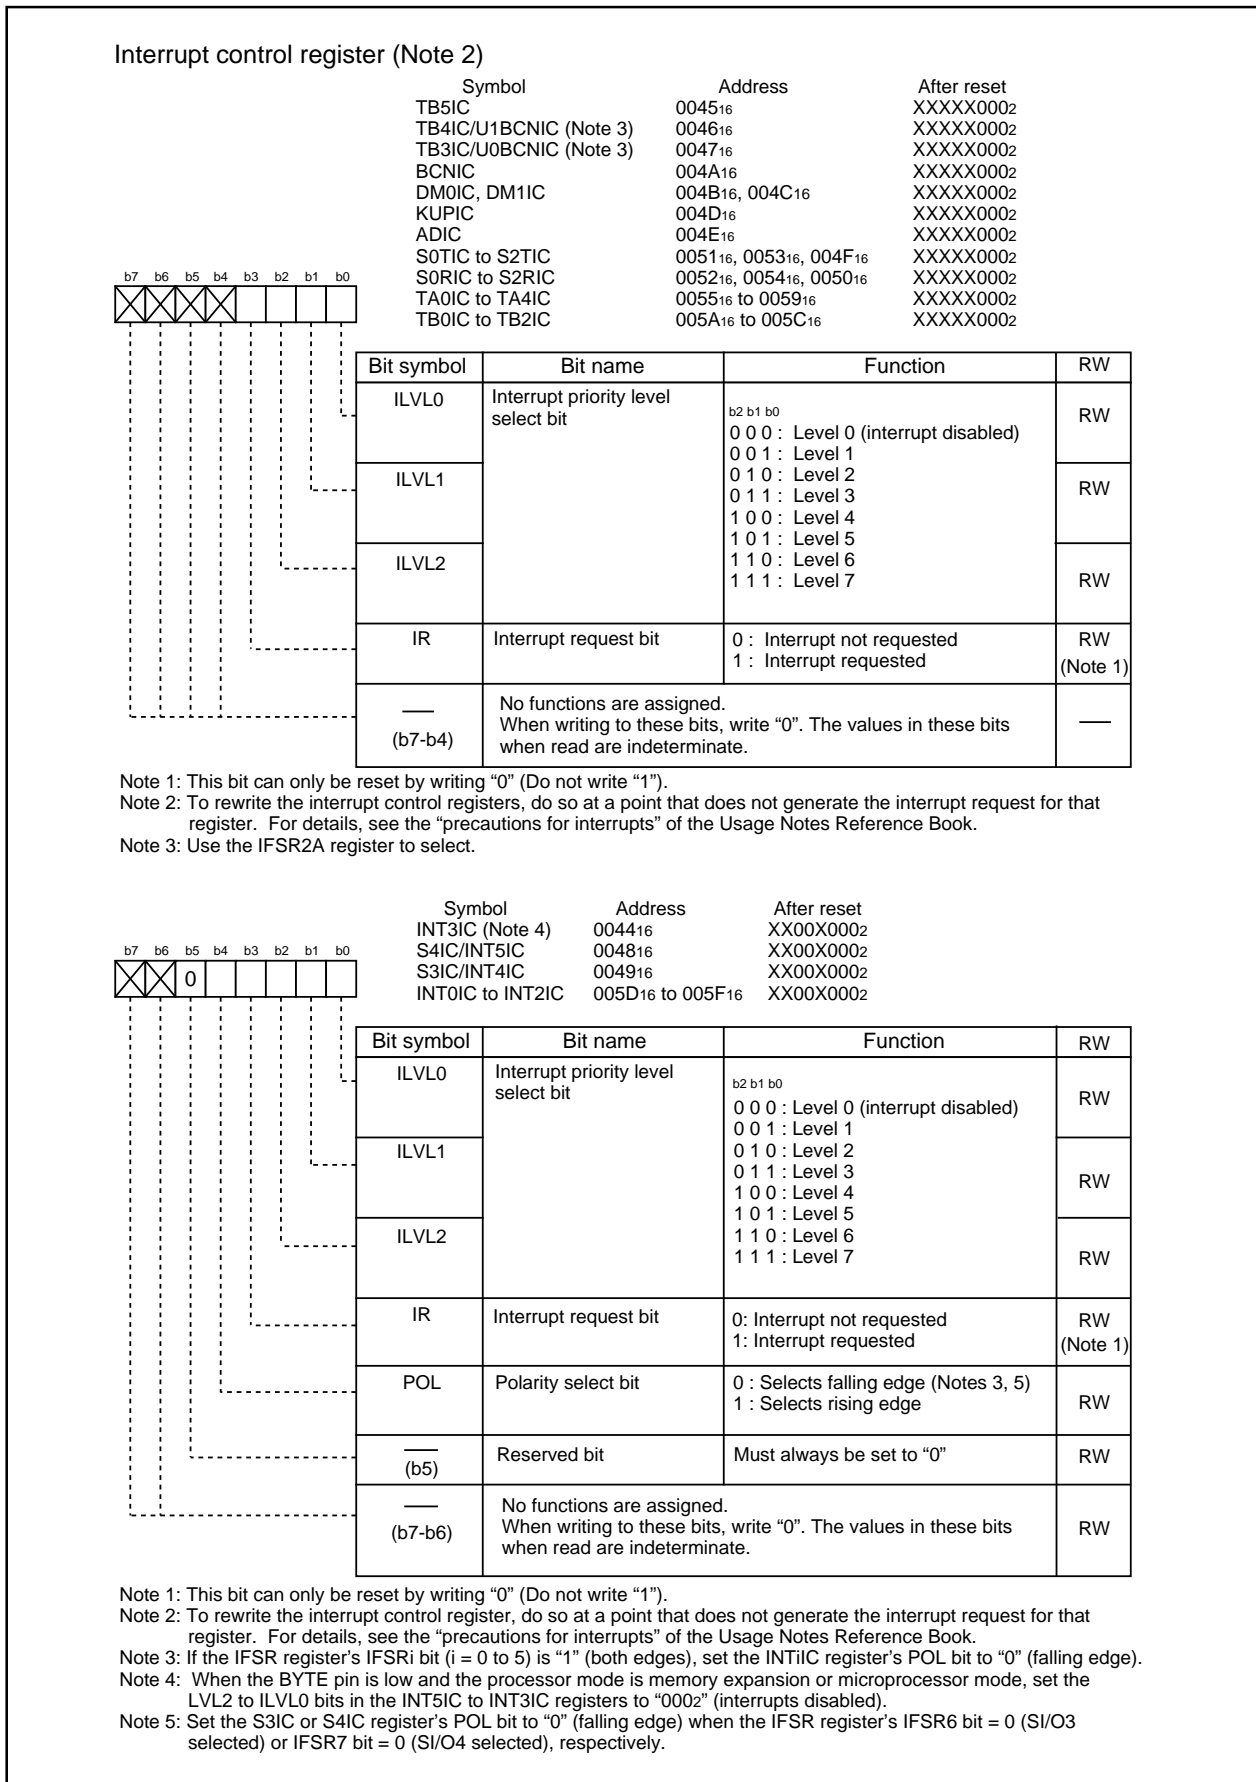 Interrupt control register (Note 2)
Symbol Address After reset
TB5IC 004516 XXXXX0002
TB4IC/U1BCNIC (Note 3) 004616 XXXXX0002
TB3IC/U0BCNIC (Note 3) 004716 XXXXX0002
BCNIC 004A16 XXXXX0002
DM0IC, DM1IC 004B16, 004C16 XXXXX0002
KUPIC 004D16 XXXXX0002
ADIC 004E16 XXXXX0002
S0TIC to S2TIC 005116, 005316, 004F16 XXXXX0002
S0RIC to S2RIC 005216, 005416, 005016 XXXXX0002
TA0IC to TA4IC 005516 to 005916 XXXXX0002
TB0IC to TB2IC 005A16 to 005C16 XXXXX0002
b7 b6 b5 b4 b3 b2 b1 b0
Bit symbol Bit name Function RW
ILVL0 Interrupt priority level
select bit
b2 b1 b0
RW
0 0 0 : Level 0 (interrupt disabled)
0 0 1 : Level 1
0 1 0 : Level 2
ILVL1 RW
0 1 1 : Level 3
1 0 0 : Level 4
1 0 1 : Level 5
1 1 0 : Level 6
ILVL2 RW
1 1 1 : Level 7
IR Interrupt request bit 0 : Interrupt not requested RW
1 : Interrupt requested (Note 1)
— No functions are assigned.
When writing to these bits, write “0”. The values in these bits —
(b7-b4) when read are indeterminate.
Note 1: This bit can only be reset by writing “0” (Do not write “1”).
Note 2: To rewrite the interrupt control registers, do so at a point that does not generate the interrupt request for that
register. For details, see the “precautions for interrupts” of the Usage Notes Reference Book.
Note 3: Use the IFSR2A register to select.
Symbol Address After reset
INT3IC (Note 4) 004416 XX00X0002
S4IC/INT5IC 004816 XX00X0002
S3IC/INT4IC 004916 XX00X0002
INT0IC to INT2IC 005D16 to 005F16 XX00X0002
b7 b6 b5 b4 b3 b2 b1 b0
0
Bit symbol Bit name Function RW
ILVL0 Interrupt priority level
select bit
b2 b1 b0
RW
0 0 0 : Level 0 (interrupt disabled)
0 0 1 : Level 1
ILVL1 0 1 0 : Level 2
0 1 1 : Level 3 RW
1 0 0 : Level 4
1 0 1 : Level 5
ILVL2 1 1 0 : Level 6
1 1 1 : Level 7 RW
IR Interrupt request bit 0: Interrupt not requested RW
1: Interrupt requested (Note 1)
POL Polarity select bit 0 : Selects falling edge (Notes 3, 5)
1 : Selects rising edge RW
— Reserved bit Must always be set to “0” RW
(b5)
— No functions are assigned.
(b7-b6) When writing to these bits, write “0”. The values in these bits RW
when read are indeterminate.
Note 1: This bit can only be reset by writing “0” (Do not write “1”).
Note 2: To rewrite the interrupt control register, do so at a point that does not generate the interrupt request for that
register. For details, see the “precautions for interrupts” of the Usage Notes Reference Book.
Note 3: If the IFSR register's IFSRi bit (i = 0 to 5) is “1” (both edges), set the INTiIC register's POL bit to “0” (falling edge).
Note 4: When the BYTE pin is low and the processor mode is memory expansion or microprocessor mode, set the
LVL2 to ILVL0 bits in the INT5IC to INT3IC registers to “0002” (interrupts disabled).
Note 5: Set the S3IC or S4IC register's POL bit to “0” (falling edge) when the IFSR register's IFSR6 bit = 0 (SI/O3
selected) or IFSR7 bit = 0 (SI/O4 selected), respectively.